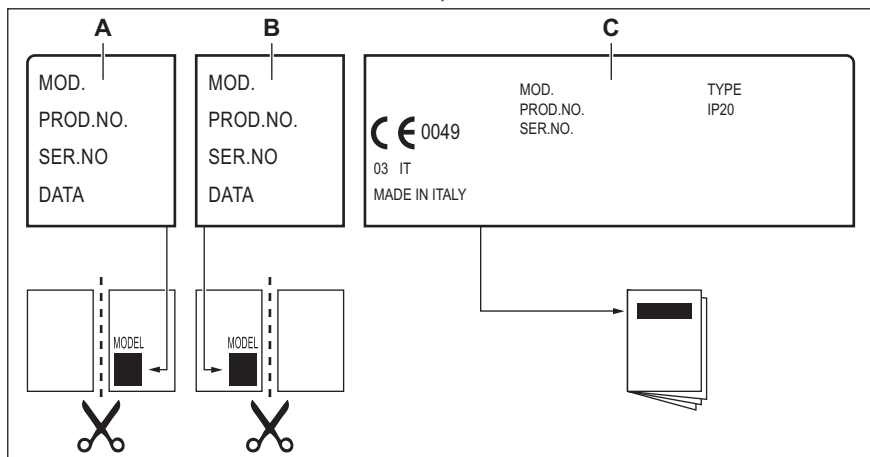 A
B
C
MOD.
PROD.NO.
SER.NO
DATA
MOD.
PROD.NO.
SER.NO
DATA
MOD.
PROD.NO.
SER.NO.
TYPE
IP20
CE 0049
03 IT
MADE IN ITALY
MODEL
MODEL